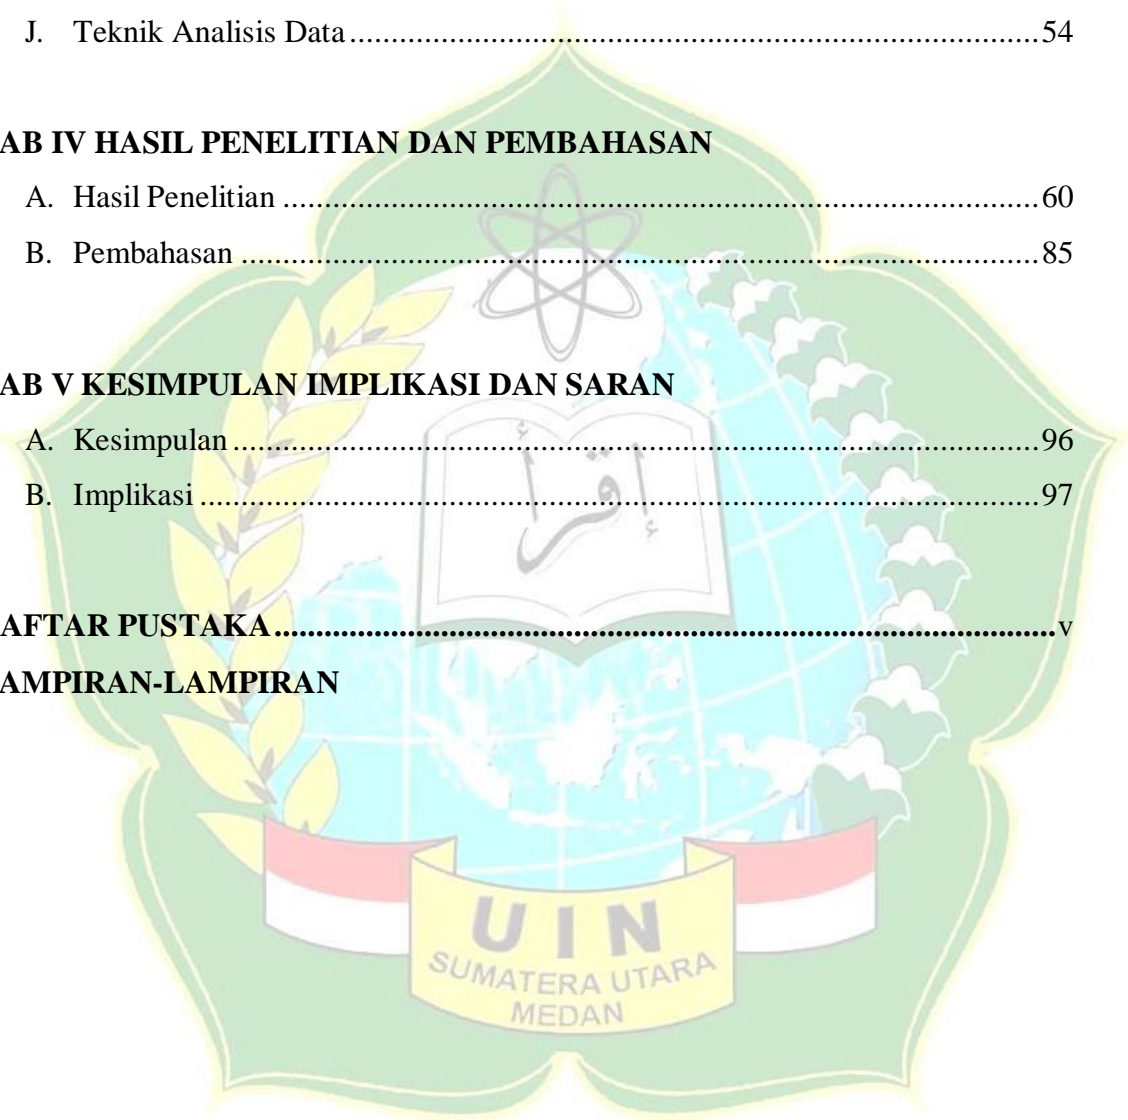 J. Teknik Analisis Data....................................................................................54
AB IV HASIL PENELITIAN DAN PEMBAHASAN
A. Hasil Penelitian ............................................................................................60
B. Pembahasan .................................................................................................85
AB V KESIMPULAN IMPLIKASI DAN SARAN
A. Kesimpulan..................................................................................................96
B. Implikasi ......................................................................................................97
إقرأ
AFTAR PUSTAKA...............................................................................................v
AMPIRAN-LAMPIRAN
UIN
SUMATERA UTARA
MEDAN